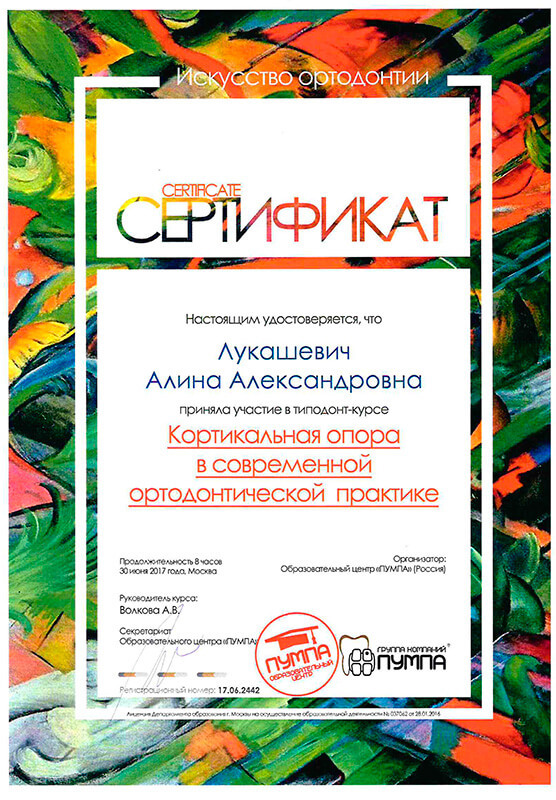 Искусство ортодонтии
CERTIFICATE
СЕРТИФИКАТ
Настоящим удостоверяется, что
Лукашевич
Алина Александровна
приняла участие в типодонт-курсе
Кортикальная опора
в современной
ортодонтической практике
Продолжительность 8 часов
30 июня 2017 года, Москва
Организатор:
Образовательный центр «ПУМПА» (Россия)
Руководитель курса:
Волкова А.В.
Секретариат
Образовательного центра «ПУМПА»
ПУМПА
ОБРАЗОВАТЕЛЬНЫЙ
ЦЕНТР
ГРУППА КОМПАНИЙ
ПУМПА®
Регистрационный номер: 17.06.2442
Лицензия Департамента образования г. Москвы на осуществление образовательной деятельности № 037062 от 28.01.2016